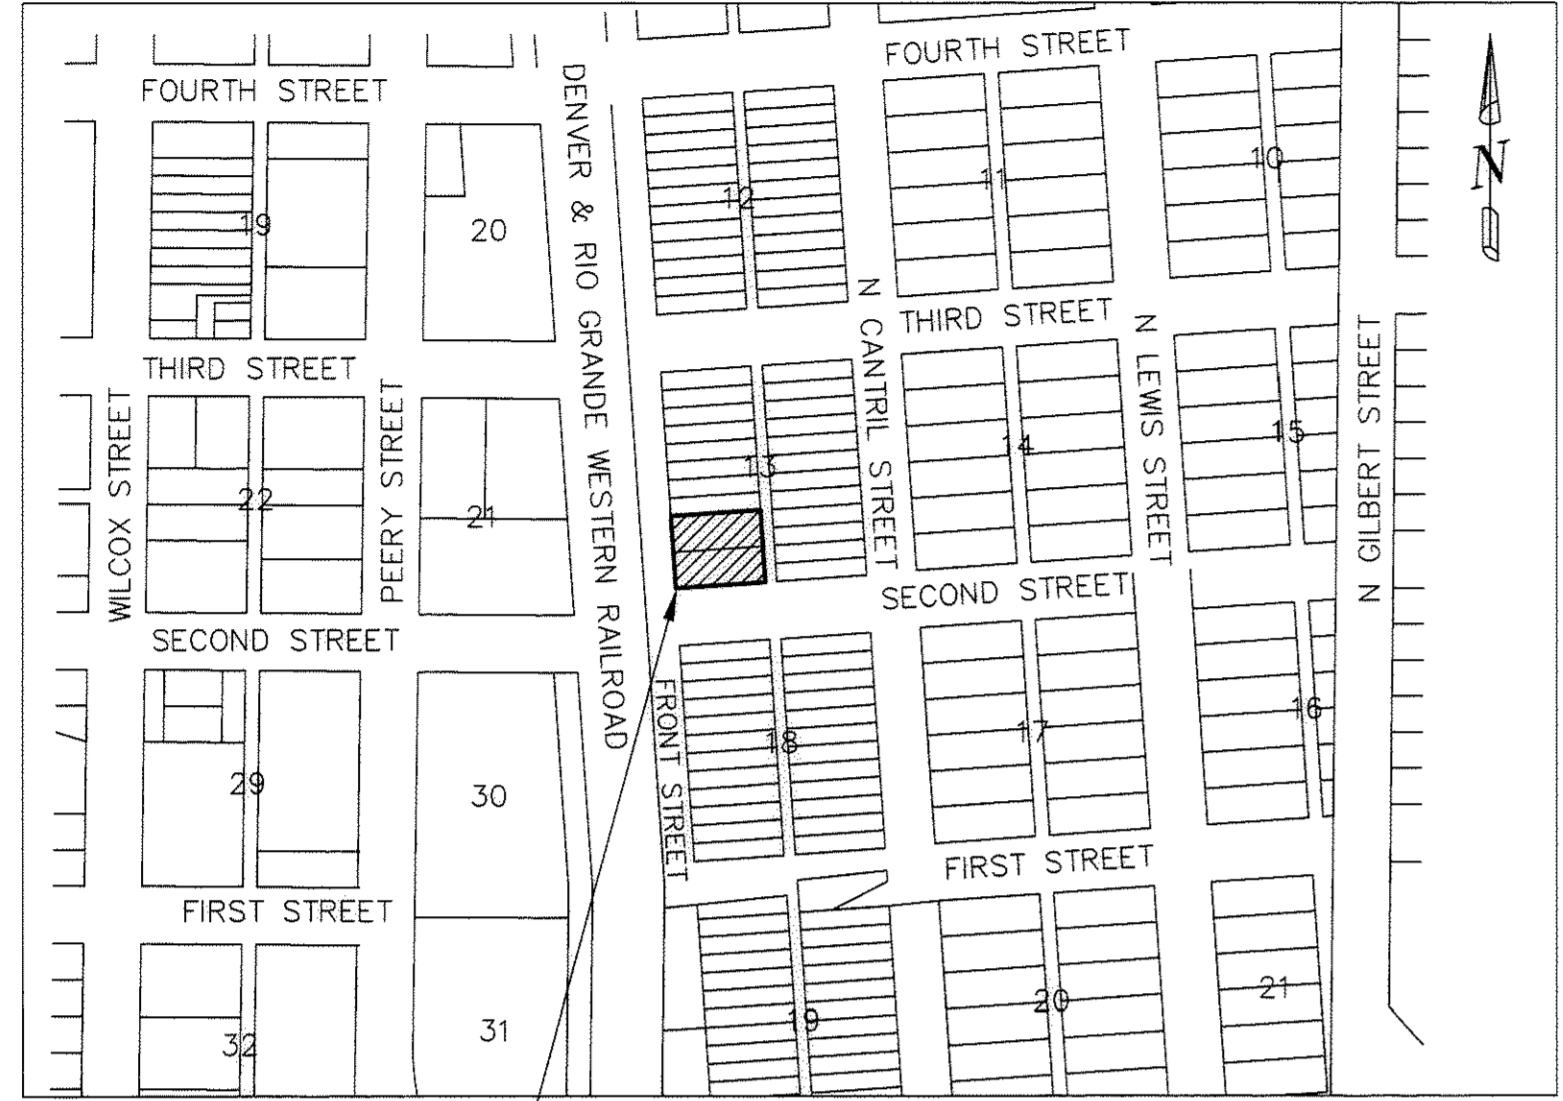 FOURTH STREET
FOURTH STREET
N
DENVER & RIO GRANDE WESTERN RAILROAD
19
20
12
11
10
THIRD STREET
N CANTRIL STREET
THIRD STREET
N LEWIS STREET
N GILBERT STREET
WILCOX STREET
PEERY STREET
22
21
13
14
15
SECOND STREET
SECOND STREET
FRONT STREET
29
30
18
17
16
FIRST STREET
FIRST STREET
32
31
19
20
21